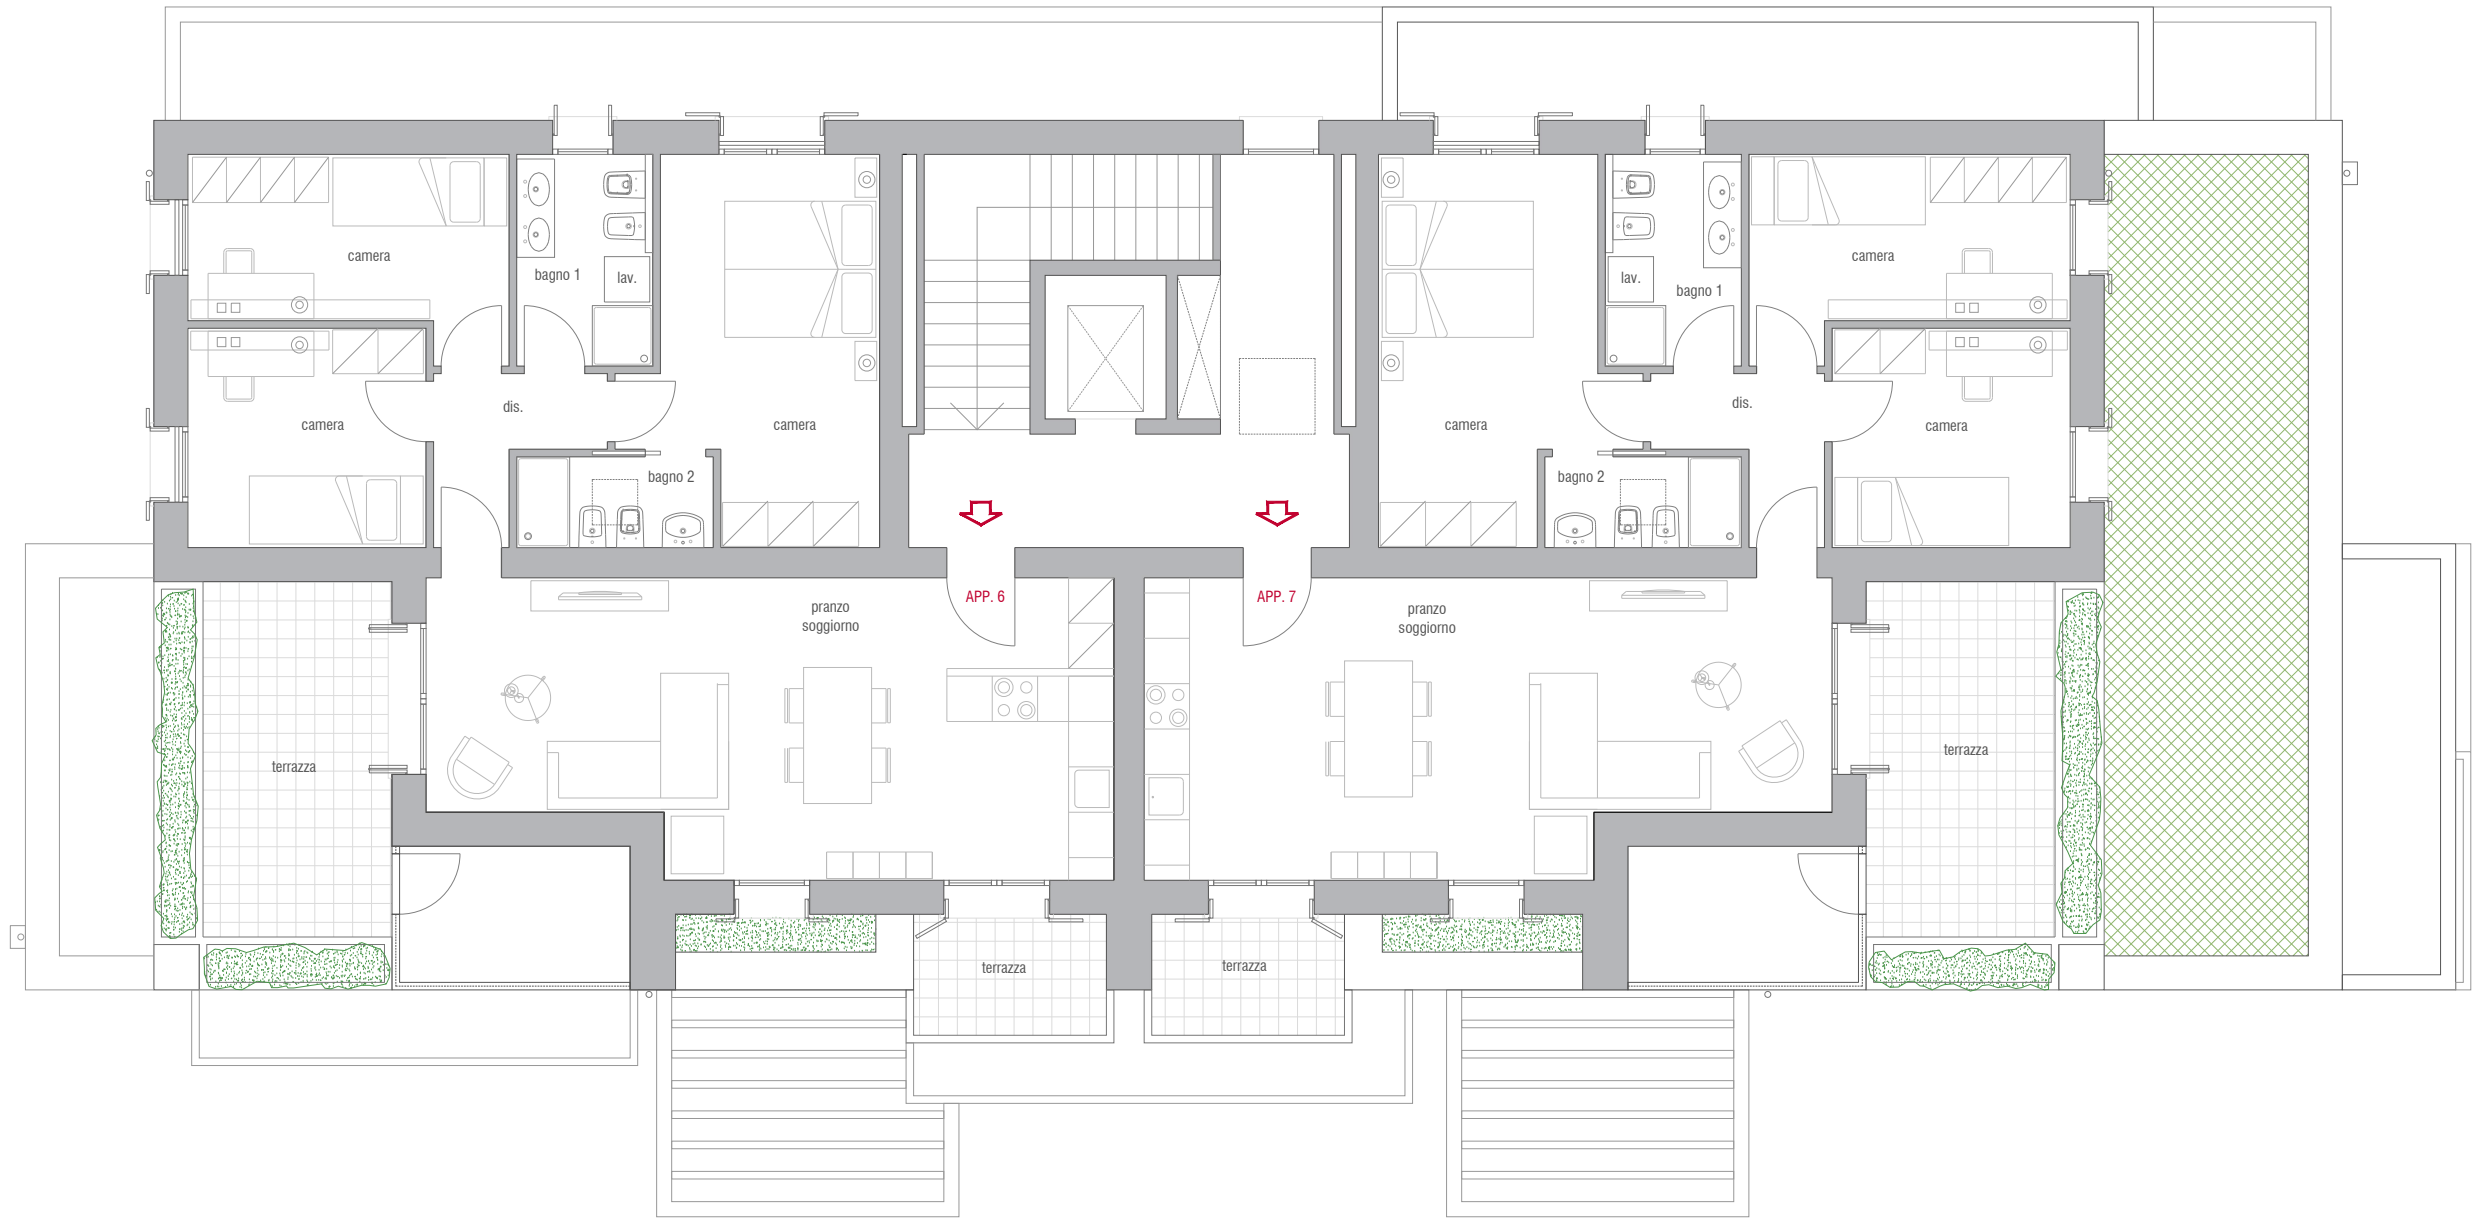 camera
bagno 1
lav.
camera
dis.
camera
bagno 2
lav.
bagno 1
camera
camera
dis.
camera
bagno 2
APP. 6
APP. 7
pranzo
soggiorno
pranzo
soggiorno
terrazza
terrazza
terrazza
terrazza